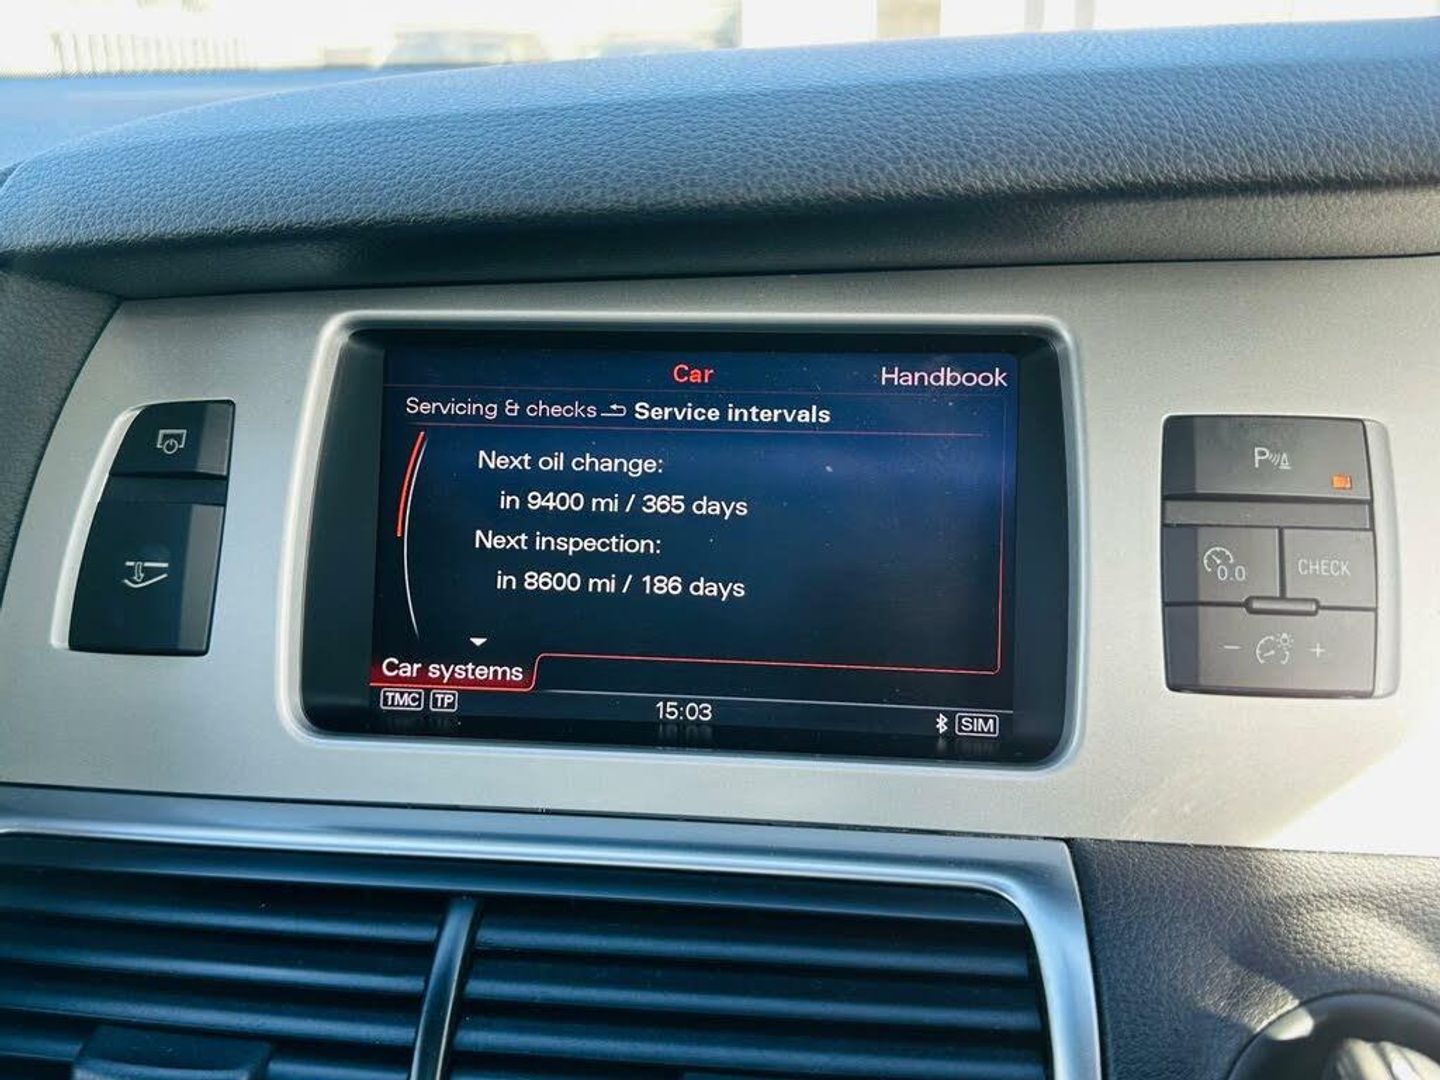 Car
Handbook
Servicing & checks Service intervals
Next oil change:
in 9400 mi / 365 days
Next inspection:
in 8600 mi / 186 days
Car systems
TMC TP
15:03
SIM
P
0.0
CHECK
- +